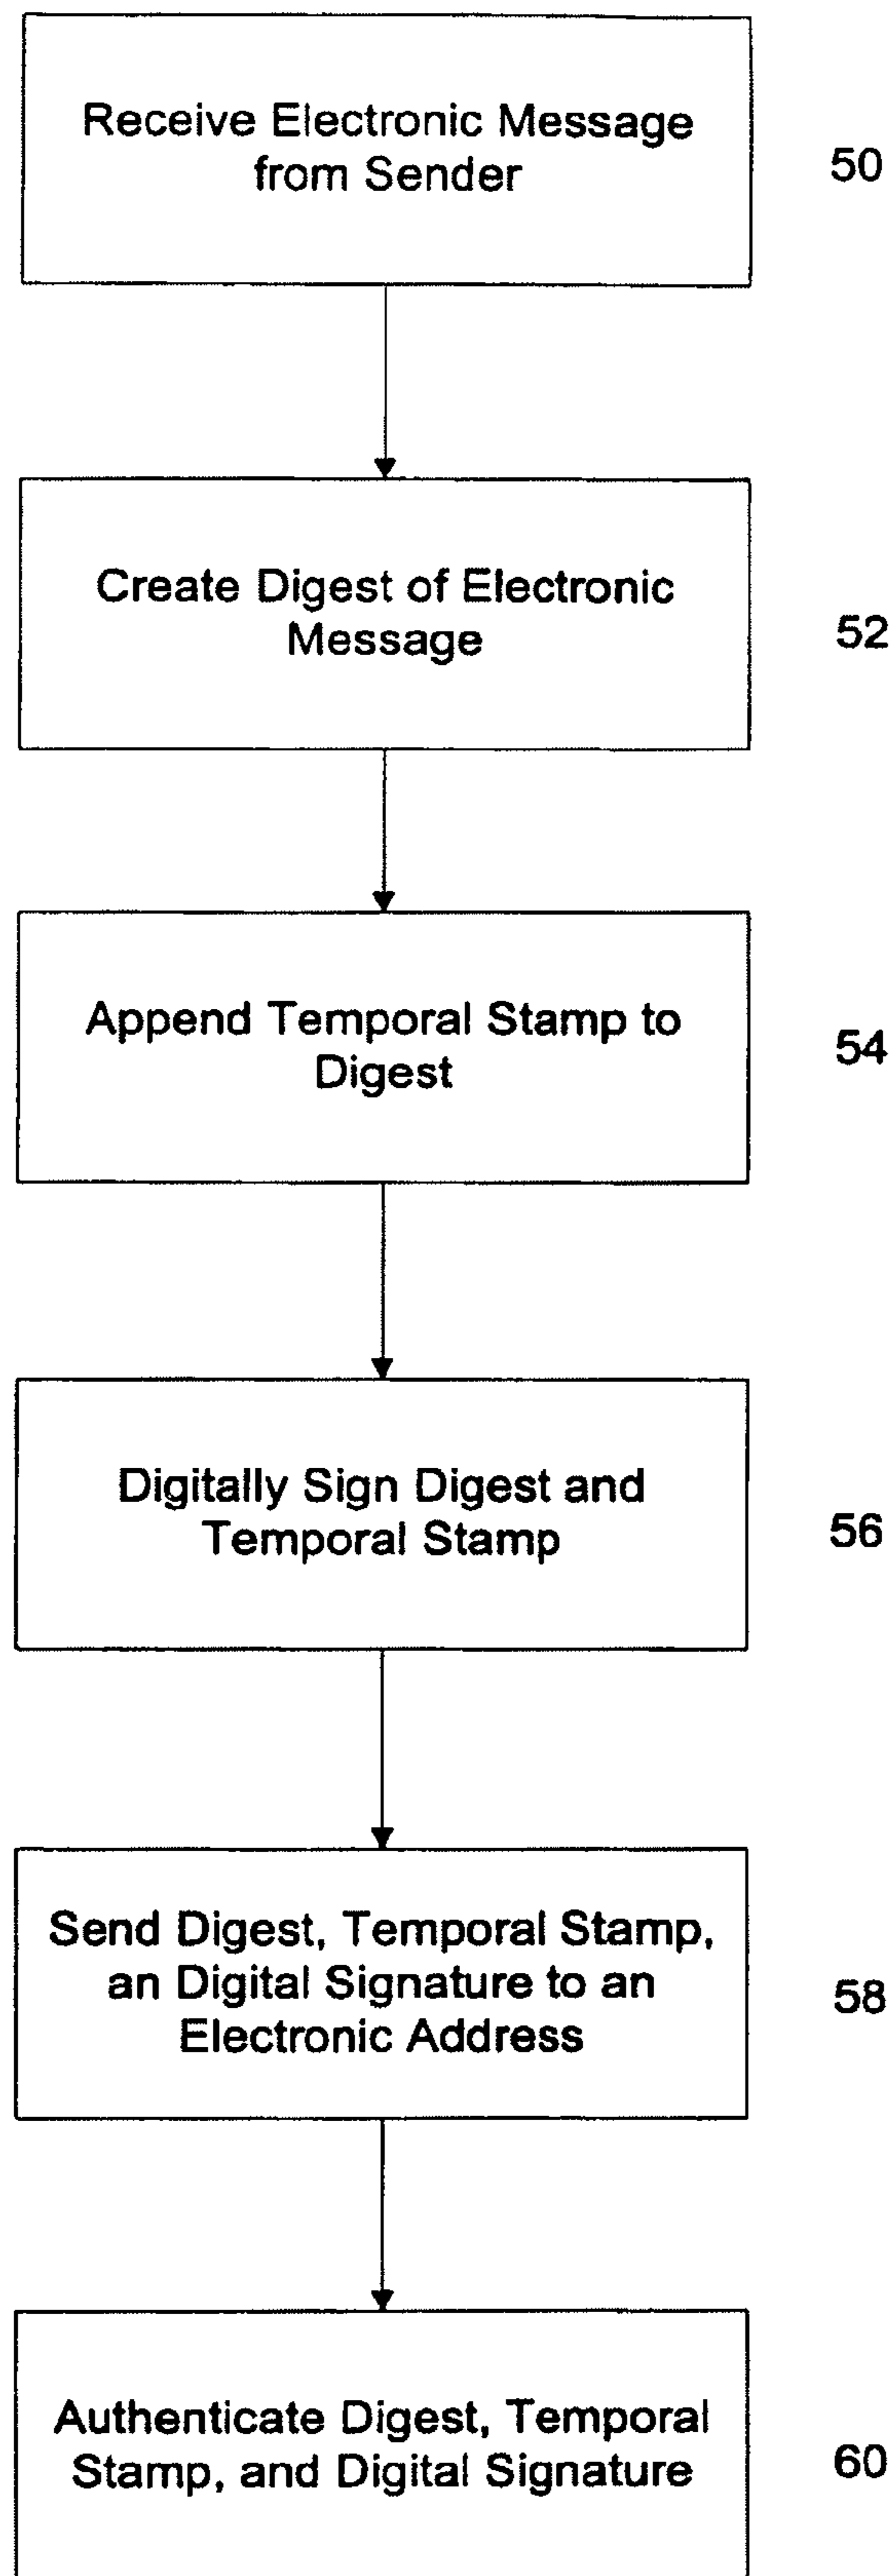 Receive Electronic Message
from Sender
50
Create Digest of Electronic
Message
52
Append Temporal Stamp to
Digest
54
Digitally Sign Digest and
Temporal Stamp
56
Send Digest, Temporal Stamp,
an Digital Signature to an
Electronic Address
58
Authenticate Digest, Temporal
Stamp, and Digital Signature
60